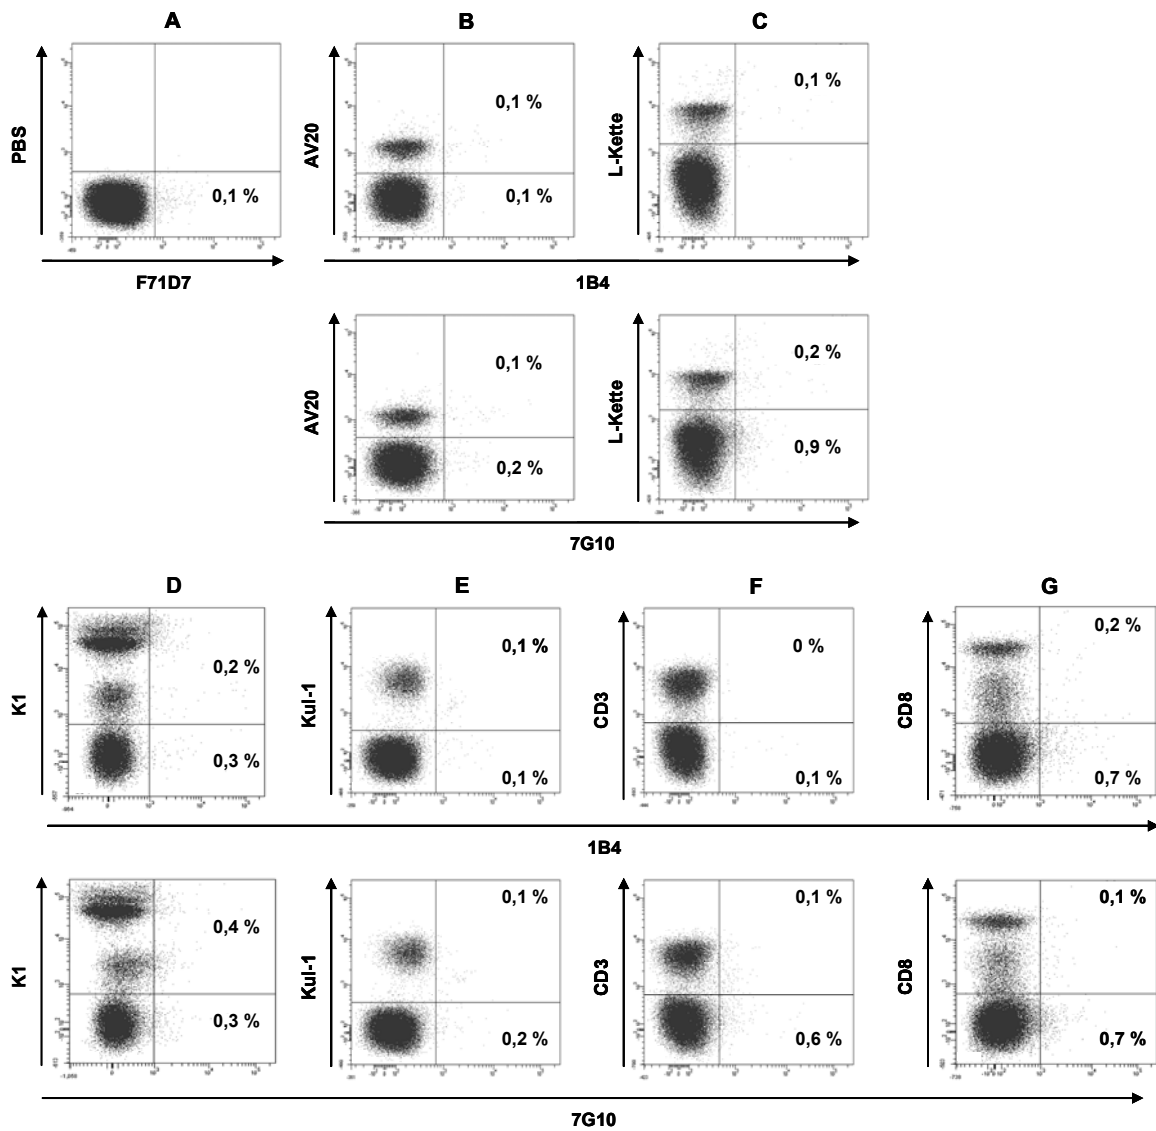 A
B
C
PBS
0,1 %
F71D7
AV20
0,1 %
0,1 %
L-Kette
0,1 %
1B4
AV20
0,1 %
0,2 %
L-Kette
0,2 %
0,9 %
7G10
D
E
F
G
K1
0,2 %
0,3 %
Kul-1
0,1 %
0,1 %
CD3
0 %
0,1 %
CD8
0,2 %
0,7 %
1B4
K1
0,4 %
0,3 %
Kul-1
0,1 %
0,2 %
CD3
0,1 %
0,6 %
CD8
0,1 %
0,7 %
7G10